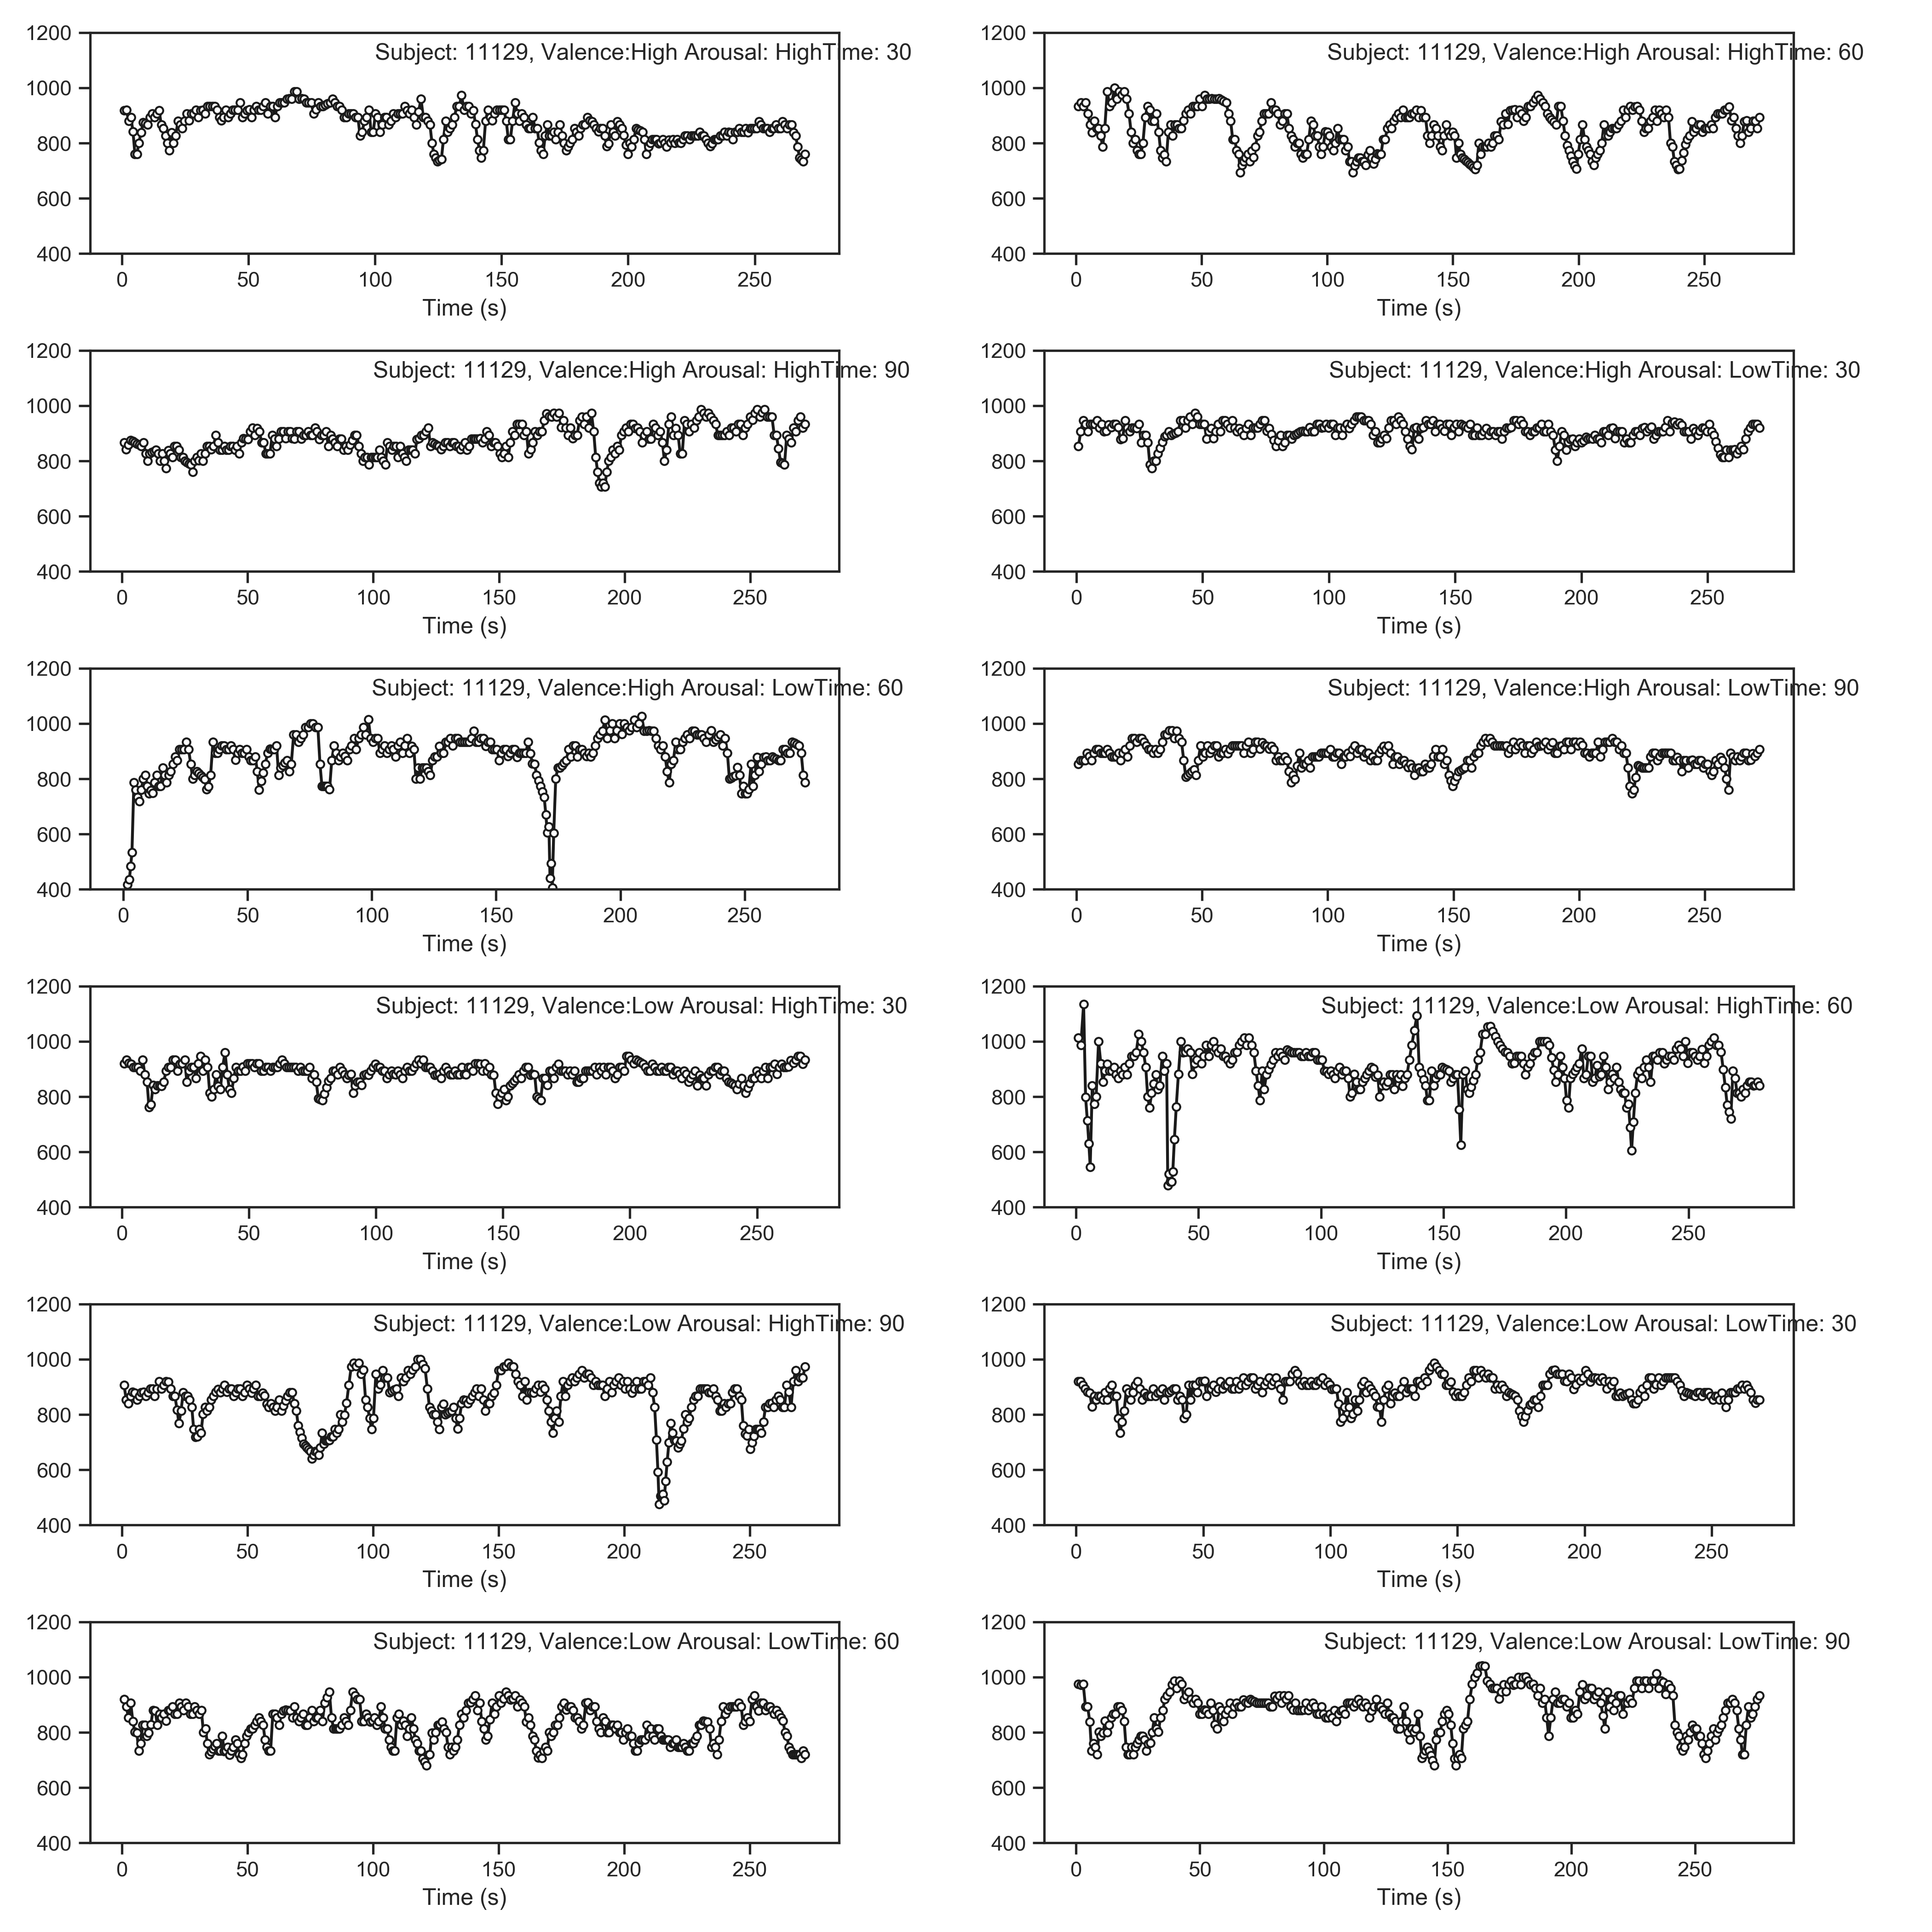 1200
Subject: 11129, Valence:High Arousal: HighTime: 30
1000
800
600
400
0 50 100 150 200 250
Time (s)
1200
Subject: 11129, Valence:High Arousal: HighTime: 60
1000
800
600
400
0 50 100 150 200 250
Time (s)
1200
Subject: 11129, Valence:High Arousal: HighTime: 90
1000
800
600
400
0 50 100 150 200 250
Time (s)
1200
Subject: 11129, Valence:High Arousal: LowTime: 30
1000
800
600
400
0 50 100 150 200 250
Time (s)
1200
Subject: 11129, Valence:High Arousal: LowTime: 60
1000
800
600
400
0 50 100 150 200 250
Time (s)
1200
Subject: 11129, Valence:High Arousal: LowTime: 90
1000
800
600
400
0 50 100 150 200 250
Time (s)
1200
Subject: 11129, Valence:Low Arousal: HighTime: 30
1000
800
600
400
0 50 100 150 200 250
Time (s)
1200
Subject: 11129, Valence:Low Arousal: HighTime: 60
1000
800
600
400
0 50 100 150 200 250
Time (s)
1200
Subject: 11129, Valence:Low Arousal: HighTime: 90
1000
800
600
400
0 50 100 150 200 250
Time (s)
1200
Subject: 11129, Valence:Low Arousal: LowTime: 30
1000
800
600
400
0 50 100 150 200 250
Time (s)
1200
Subject: 11129, Valence:Low Arousal: LowTime: 60
1000
800
600
400
0 50 100 150 200 250
Time (s)
1200
Subject: 11129, Valence:Low Arousal: LowTime: 90
1000
800
600
400
0 50 100 150 200 250
Time (s)